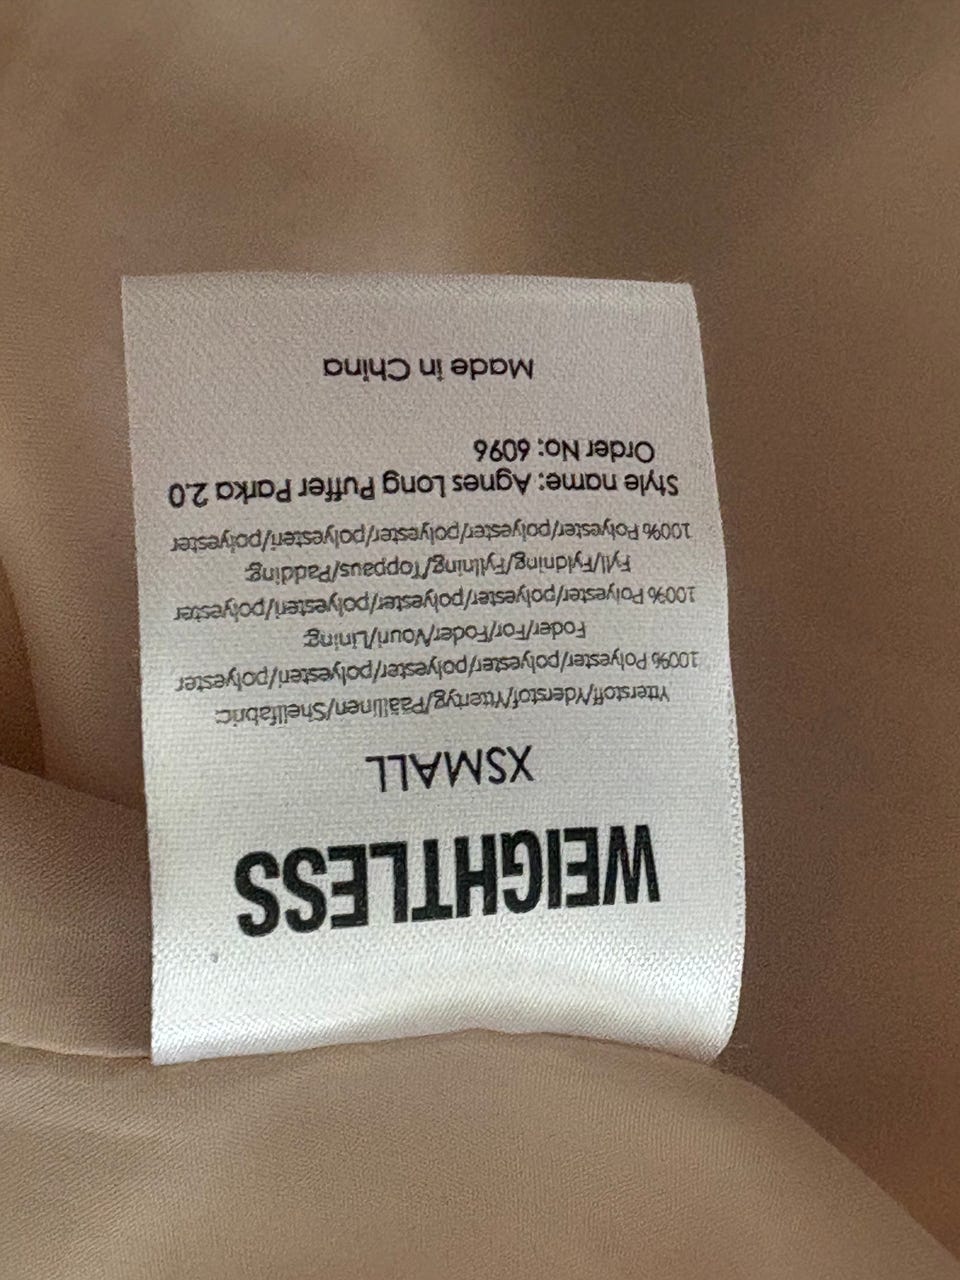 WEIGHTLESS
XSMALL
Ytterstoff/Yderstof/Yttertyg/Päällinen/Shellfabric:
100% Polyester/polyester/polyester/polyesteri/polyester
Foder/For/Foder/Vouri/Lining:
100% Polyester/polyester/polyester/polyesteri/polyester
Fyll/Fyldning/Fyllning/Toppaus/Padding:
100% Polyester/polyester/polyester/polyesteri/polyester
Style name: Agnes Long Puffer Parka 2.0
Order No: 6096
Made in China